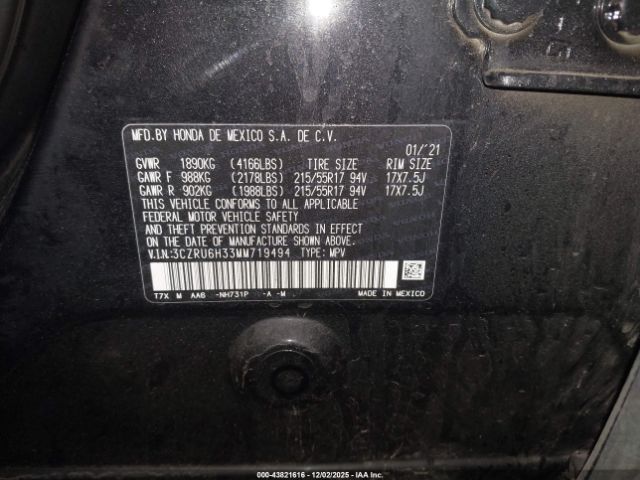 MFD.BY HONDA DE MEXICO S.A. DE C.V.
01/'21
GVWR 1890KG (4166LBS) TIRE SIZE RIM SIZE
GAWR F 988KG (2178LBS) 215/55R17 94V 17X7.5J
GAWR R 902KG (1988LBS) 215/55R17 94V 17X7.5J
THIS VEHICLE CONFORMS TO ALL APPLICABLE
FEDERAL MOTOR VEHICLE SAFETY
AND THEFT PREVENTION STANDARDS IN EFFECT
ON THE DATE OF MANUFACTURE SHOWN ABOVE.
V.I.N:3CZRU6H33MM719494 TYPE: MPV
T7X M AA6 -NH731P -A -M
MADE IN MEXICO
000-43821616 - 12/02/2025 - IAA Inc.